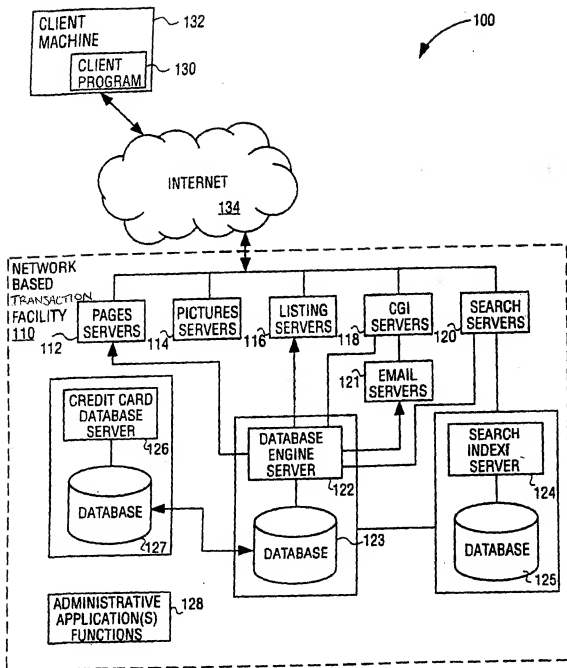 CLIENT
MACHINE
132
CLIENT
PROGRAM
130
100
INTERNET
134
NETWORK
BASED
TRANSACTION
FACILITY
110
PAGES
SERVERS
112
PICTURES
SERVERS
114
LISTING
SERVERS
116
CGI
SERVERS
118
SEARCH
SERVERS
120
EMAIL
SERVERS
121
CREDIT CARD
DATABASE
SERVER
126
DATABASE
127
DATABASE
ENGINE
SERVER
122
DATABASE
123
SEARCH
INDEXI
SERVER
124
DATABASE
125
ADMINISTRATIVE
APPLICATION(S)
FUNCTIONS
128